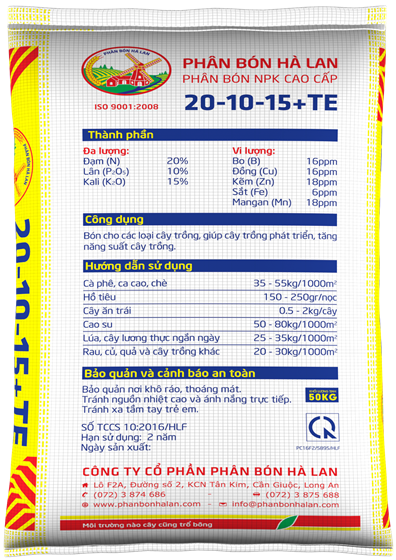 PHÂN BÓN HÀ LAN
PHÂN BÓN HÀ LAN
PHÂN BÓN NPK CAO CẤP
ISO 9001:2008
20-10-15+TE
Thành phần
Đa lượng:
Đạm (N) 20%
Lân (P₂O₅) 10%
Kali (K₂O) 15%
Vi lượng:
Bo (B) 16ppm
Đồng (Cu) 16ppm
Kẽm (Zn) 18ppm
Sắt (Fe) 6ppm
Mangan (Mn) 18ppm
Công dụng
Bón cho các loại cây trồng, giúp cây trồng phát triển, tăng
năng suất cây trồng.
Hướng dẫn sử dụng
Cà phê, ca cao, chè 35 - 55kg/1000m²
Hồ tiêu 150 - 250gr/nọc
Cây ăn trái 0.5 - 2kg/cây
Cao su 50 - 80kg/1000m²
Lúa, cây lương thực ngắn ngày 25 - 35kg/1000m²
Rau, củ, quả và cây trồng khác 20 - 30kg/1000m²
Bảo quản và cảnh báo an toàn
Bảo quản nơi khô ráo, thoáng mát.
Tránh nguồn nhiệt cao và ánh nắng trực tiếp.
Tránh xa tầm tay trẻ em.
50KG
SỐ TCCS 10:2016/HLF
Hạn sử dụng: 2 năm
Ngày sản xuất:
CÔNG TY CỔ PHẦN PHÂN BÓN HÀ LAN
Lô F2A, Đường số 2, KCN Tân Kim, Cần Giuộc, Long An
(072) 3 874 686 - (072) 3 875 688
www.phanbonhalan.com - info@phanbonhalan.com
Môi trường nào cây cũng trổ bông
20-10-15+TE